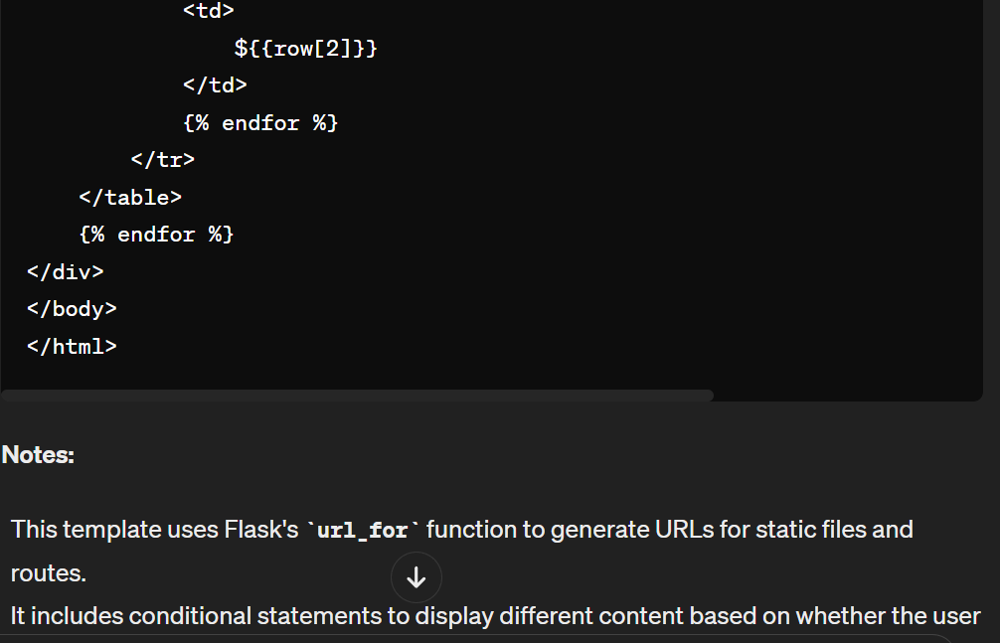 <td>
${{row[2]}}
</td>
{% endfor %}
</tr>
</table>
{% endfor %}
</div>
</body>
</html>
Notes:
This template uses Flask's `url_for` function to generate URLs for static files and
routes.
It includes conditional statements to display different content based on whether the user